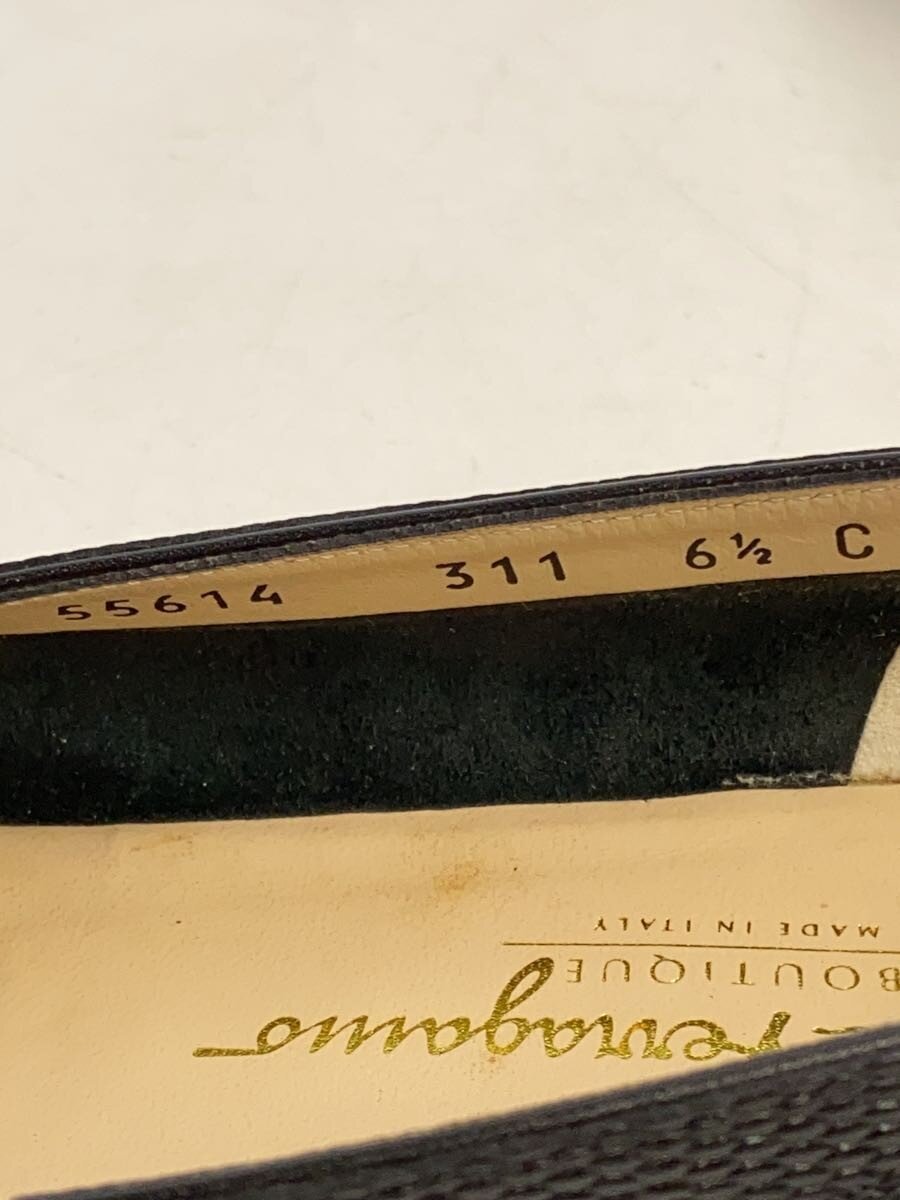 55614 311 6½ C
Ferragamo
BOUTIQUE
MADE IN ITALY